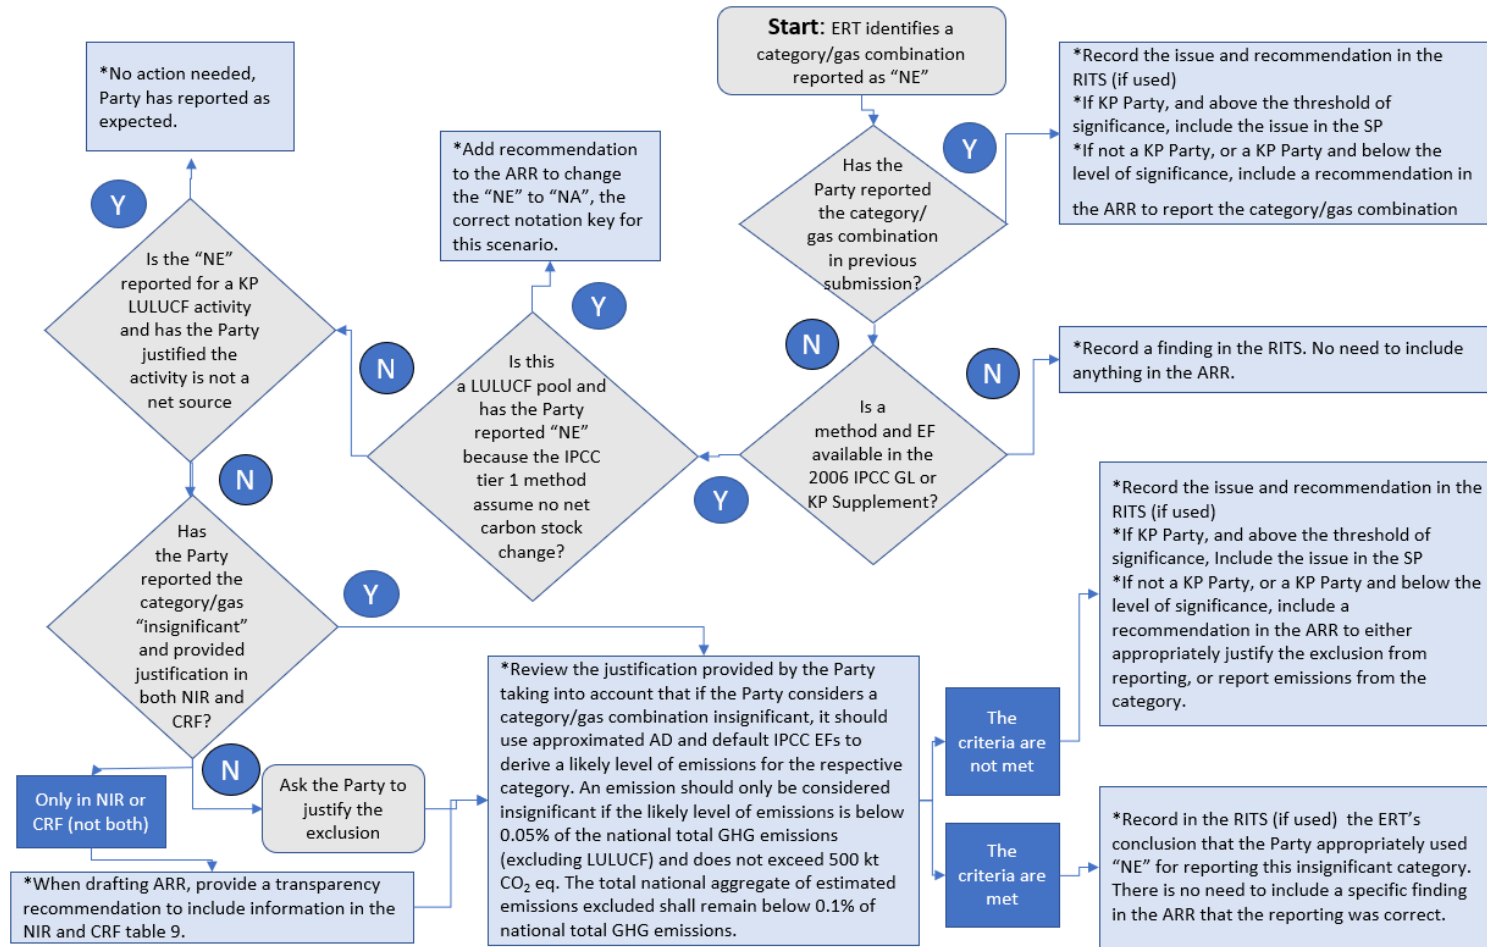 Start: ERT identifies a
category/gas combination
reported as “NE”
Y
*Record the issue and recommendation in the
RITS (if used)
*If KP Party, and above the threshold of
significance, include the issue in the SP
*If not a KP Party, or a KP Party and below the
level of significance, include a recommendation in
the ARR to report the category/gas combination
Has the
Party reported
the category/
gas combination
in previous
submission?
N
Is a
method and EF
available in the
2006 IPCC GL or
KP Supplement?
N
*Record a finding in the RITS. No need to include
anything in the ARR.
Y
Is this
a LULUCF pool and
has the Party
reported “NE”
because the IPCC
tier 1 method
assume no net
carbon stock
change?
Y
*Add recommendation
to the ARR to change
the “NE” to “NA”, the
correct notation key for
this scenario.
N
Is the “NE”
reported for a KP
LULUCF activity
and has the Party
justified the
activity is not a
net source
Y
*No action needed,
Party has reported as
expected.
N
Has
the Party
reported the
category/gas
“insignificant”
and provided
justification in
both NIR and
CRF?
Y
N
Only in NIR or
CRF (not both)
Ask the Party to
justify the
exclusion
*When drafting ARR, provide a transparency
recommendation to include information in the
NIR and CRF table 9.
*Review the justification provided by the Party
taking into account that if the Party considers a
category/gas combination insignificant, it should
use approximated AD and default IPCC EFs to
derive a likely level of emissions for the respective
category. An emission should only be considered
insignificant if the likely level of emissions is below
0.05% of the national total GHG emissions
(excluding LULUCF) and does not exceed 500 kt
CO₂ eq. The total national aggregate of estimated
emissions excluded shall remain below 0.1% of
national total GHG emissions.
The
criteria are
not met
*Record the issue and recommendation in the
RITS (if used)
*If KP Party, and above the threshold of
significance, Include the issue in the SP
*If not a KP Party, or a KP Party and below the
level of significance, include a
recommendation in the ARR to either
appropriately justify the exclusion from
reporting, or report emissions from the
category.
The
criteria are
met
*Record in the RITS (if used) the ERT’s
conclusion that the Party appropriately used
“NE” for reporting this insignificant category.
There is no need to include a specific finding
in the ARR that the reporting was correct.